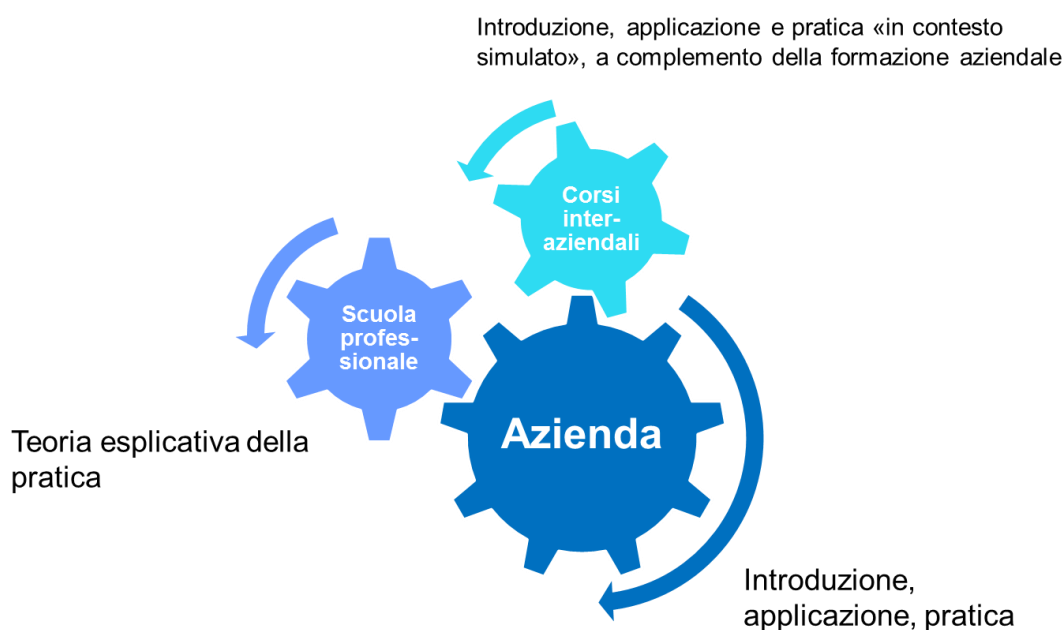 Introduzione, applicazione e pratica «in contesto
simulato», a complemento della formazione aziendale
Corsi
inter-
aziendali
Scuola
profes-
sionale
Azienda
Teoria esplicativa della
pratica
Introduzione,
applicazione, pratica